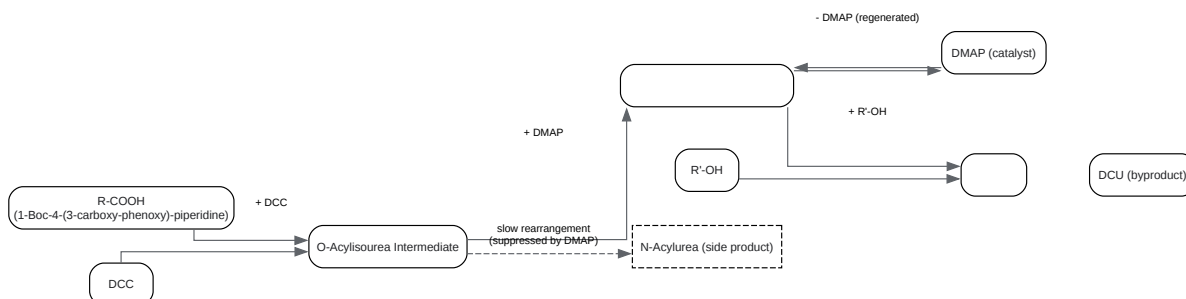 - DMAP (regenerated)
DMAP (catalyst)
+ R'-OH
+ DMAP
R'-OH
DCU (byproduct)
R-COOH
(1-Boc-4-(3-carboxy-phenoxy)-piperidine)
+ DCC
slow rearrangement
(suppressed by DMAP)
O-Acylisourea Intermediate
N-Acylurea (side product)
DCC